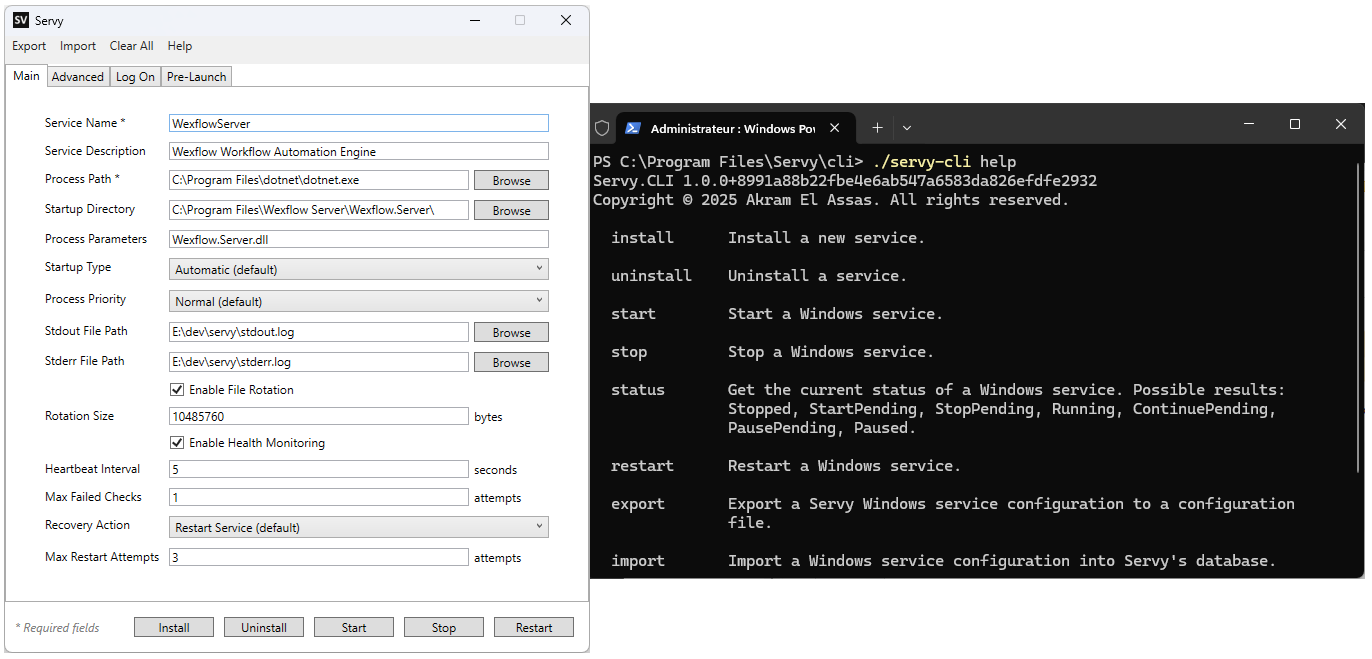 SV Servy
Export Import Clear All Help
Main Advanced Log On Pre-Launch
Service Name * WexflowServer
Service Description Wexflow Workflow Automation Engine
Process Path * C:\Program Files\dotnet\dotnet.exe Browse
Startup Directory C:\Program Files\Wexflow Server\Wexflow.Server\ Browse
Process Parameters Wexflow.Server.dll
Startup Type Automatic (default)
Process Priority Normal (default)
Stdout File Path E:\dev\servy\stdout.log Browse
Stderr File Path E:\dev\servy\stderr.log Browse
Enable File Rotation
Rotation Size 10485760 bytes
Enable Health Monitoring
Heartbeat Interval 5 seconds
Max Failed Checks 1 attempts
Recovery Action Restart Service (default)
Max Restart Attempts 3 attempts
* Required fields Install Uninstall Start Stop Restart
Administrateur : Windows Pov
PS C:\Program Files\Servy\cli> ./servy-cli help
Servy.CLI 1.0.0+8991a88b22fbe4e6ab547a6583da826efdfe2932
Copyright © 2025 Akram El Assas. All rights reserved.
install Install a new service.
uninstall Uninstall a service.
start Start a Windows service.
stop Stop a Windows service.
status Get the current status of a Windows service. Possible results:
Stopped, StartPending, StopPending, Running, ContinuePending,
PausePending, Paused.
restart Restart a Windows service.
export Export a Servy Windows service configuration to a configuration
file.
import Import a Windows service configuration into Servy's database.